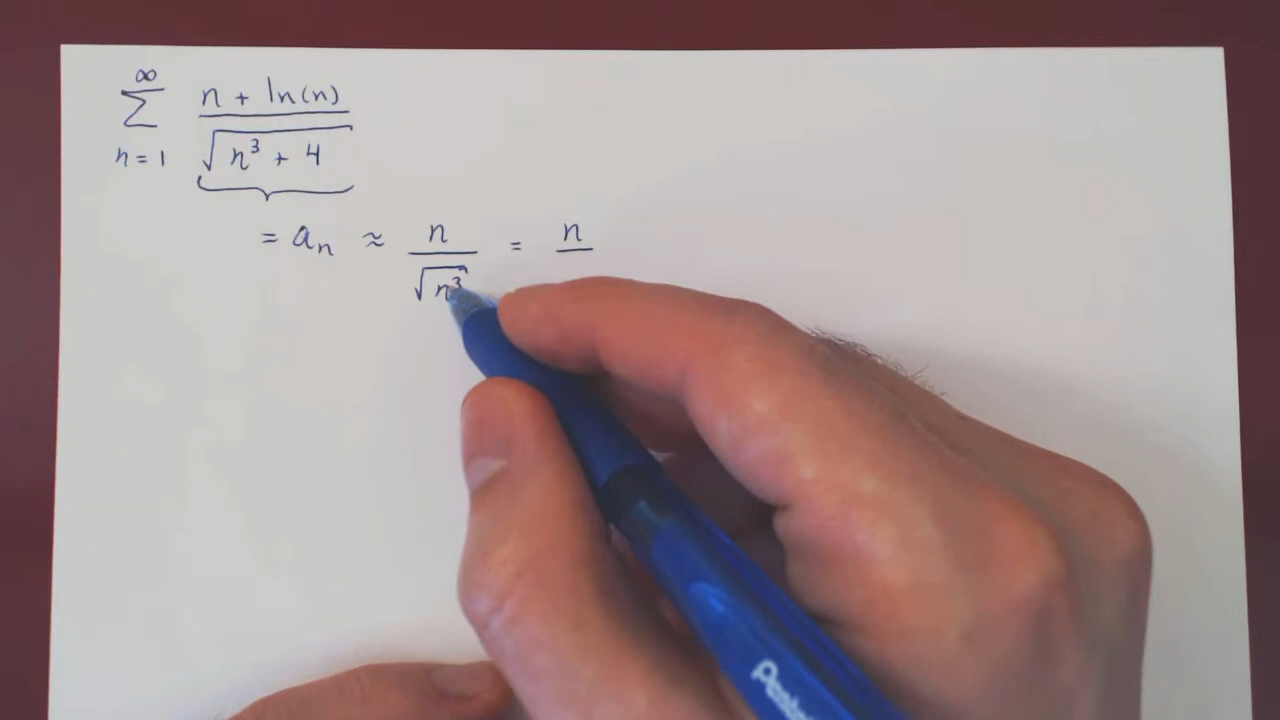 ∞
Σ n + ln(n)
n = 1 √n³ + 4
= aₙ ≈ n/√n³ = n